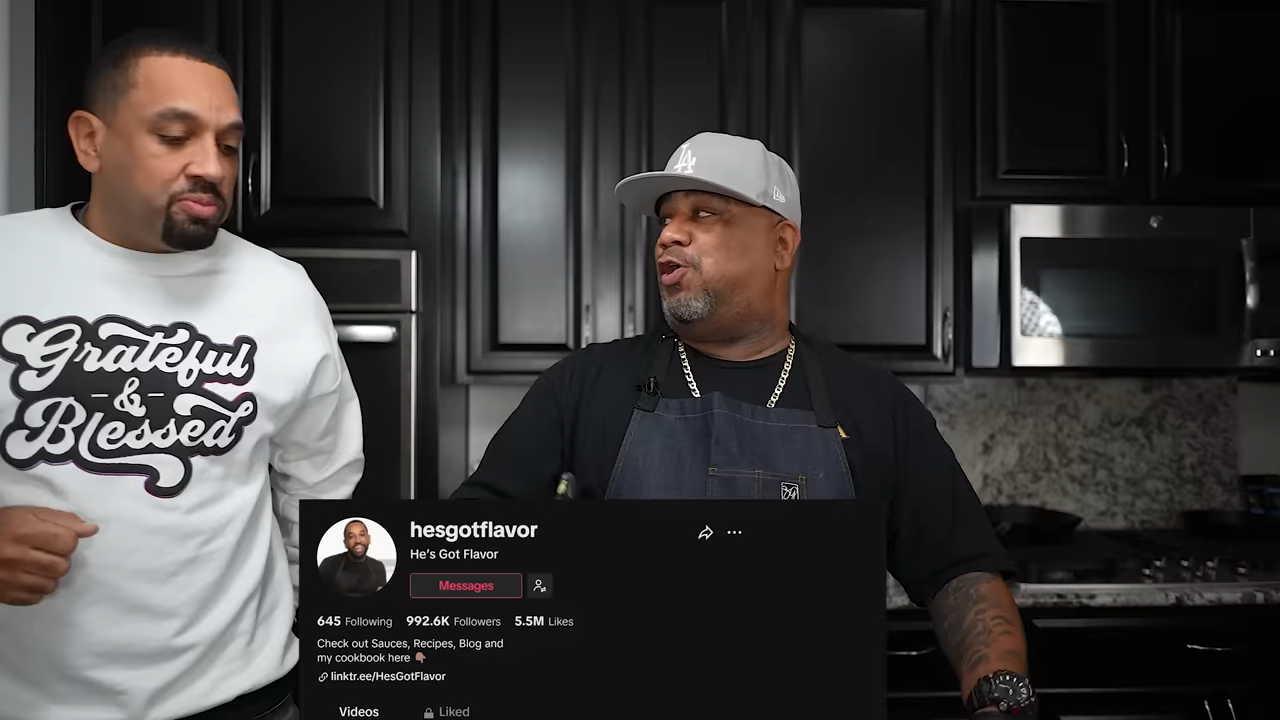 LA
Grateful
- & -
Blessed
hesgotflavor
He's Got Flavor
Messages
645 Following 992.6K Followers 5.5M Likes
Check out Sauces, Recipes, Blog and
my cookbook here 👇🏽
linktr.ee/HesGotFlavor
Videos Liked